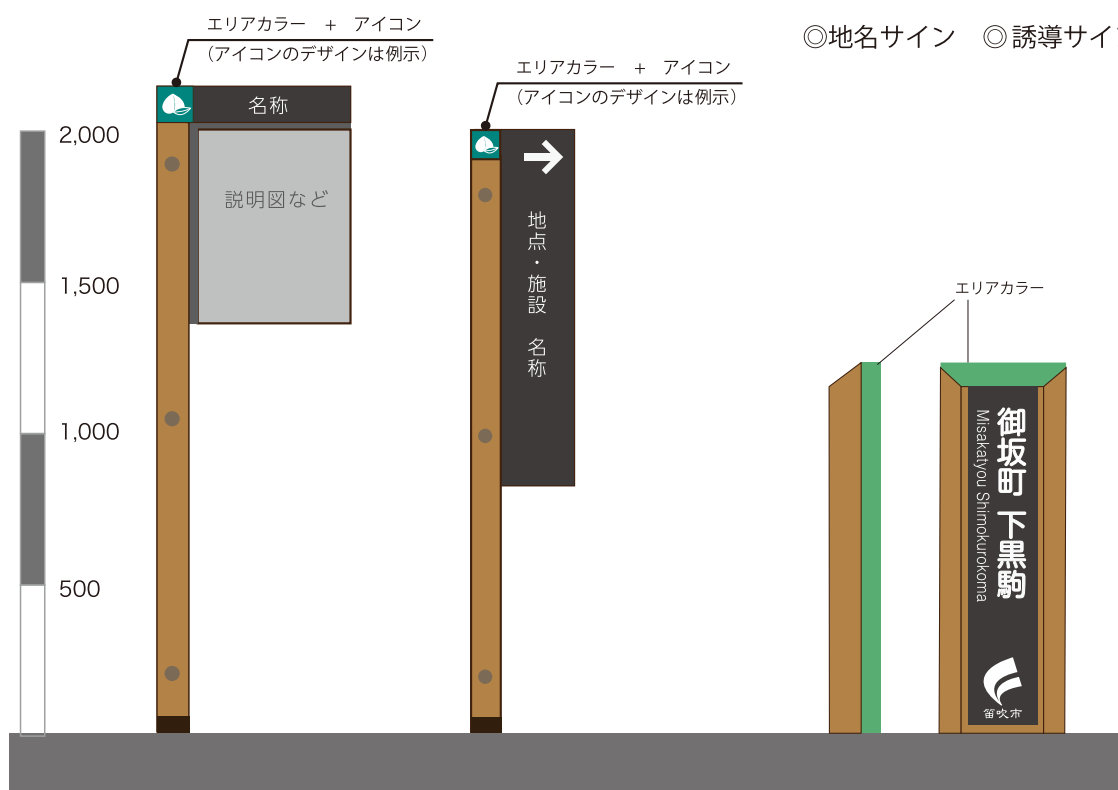 エリアカラー ＋ アイコン
（アイコンのデザインは例示）
名称
説明図など
エリアカラー ＋ アイコン
（アイコンのデザインは例示）
地点・施設 名称
◎地名サイン ◎誘導サイ
2,000
1,500
1,000
500
エリアカラー
御坂町 下黒駒
Misakatyou Shimokurokoma
笛吹市